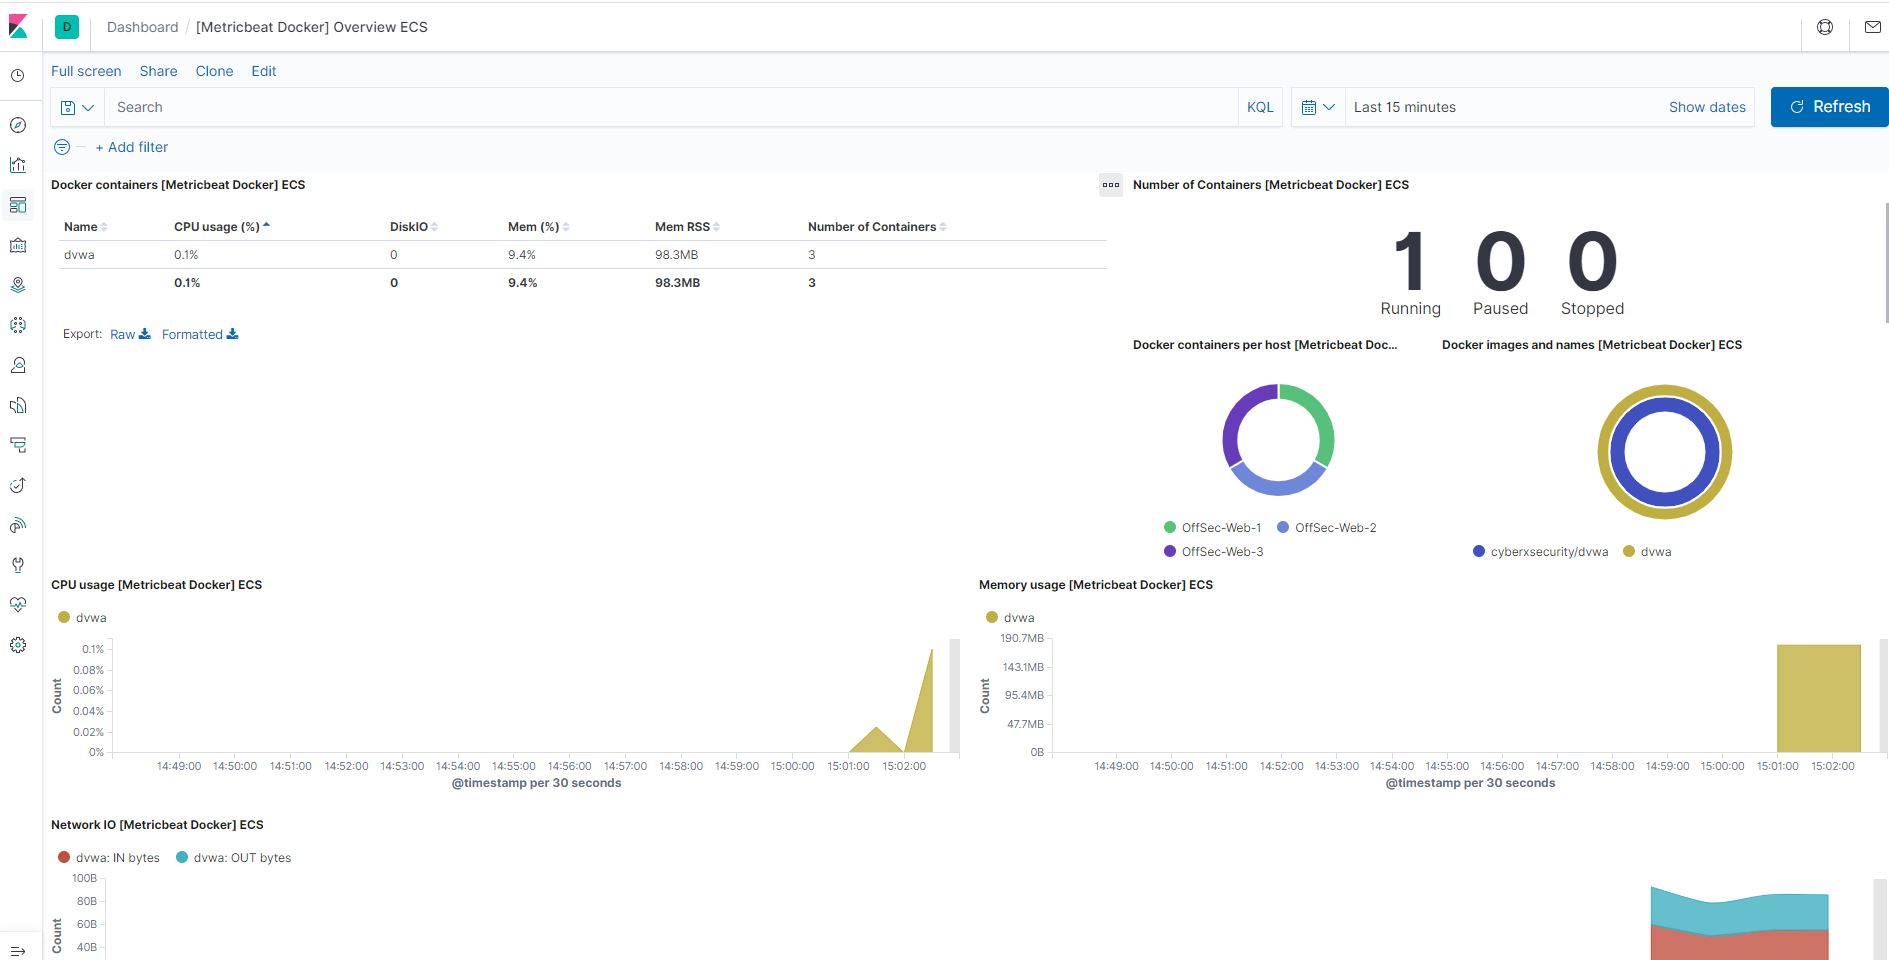 D Dashboard / [Metricbeat Docker] Overview ECS
Full screen Share Clone Edit
Search KQL Last 15 minutes Show dates Refresh
+ Add filter
Docker containers [Metricbeat Docker] ECS
Name CPU usage (%) DiskIO Mem (%) Mem RSS Number of Containers
dvwa 0.1% 0 9.4% 98.3MB 3
0.1% 0 9.4% 98.3MB 3
Export: Raw Formatted
Number of Containers [Metricbeat Docker] ECS
1 0 0
Running Paused Stopped
Docker containers per host [Metricbeat Doc...
OffSec-Web-1 OffSec-Web-2
OffSec-Web-3
Docker images and names [Metricbeat Docker] ECS
cyberxsecurity/dvwa dvwa
CPU usage [Metricbeat Docker] ECS
dvwa
Count
0.1%
0.08%
0.06%
0.04%
0.02%
0%
14:49:00 14:50:00 14:51:00 14:52:00 14:53:00 14:54:00 14:55:00 14:56:00 14:57:00 14:58:00 14:59:00 15:00:00 15:01:00 15:02:00
@timestamp per 30 seconds
Memory usage [Metricbeat Docker] ECS
dvwa
Count
190.7MB
143.1MB
95.4MB
47.7MB
0B
14:49:00 14:50:00 14:51:00 14:52:00 14:53:00 14:54:00 14:55:00 14:56:00 14:57:00 14:58:00 14:59:00 15:00:00 15:01:00 15:02:00
@timestamp per 30 seconds
Network IO [Metricbeat Docker] ECS
dvwa: IN bytes dvwa: OUT bytes
Count
100B
80B
60B
40B